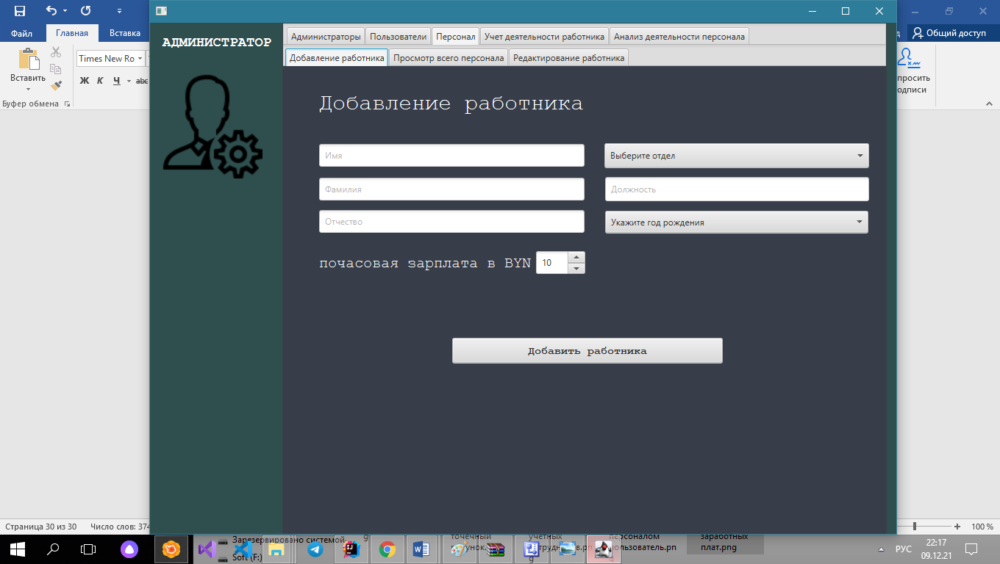 Файл
Главная
Вставка
Общий доступ
Вставить
Буфер обмена
Times New Ro
Ж К Ч abc
АДМИНИСТРАТОР
Администраторы
Пользователи
Персонал
Учет деятельности работника
Анализ деятельности персонала
Добавление работника
Просмотр всего персонала
Редактирование работника
Добавление работника
Имя
Выберите отдел
Фамилия
Должность
Отчество
Укажите год рождения
почасовая зарплата в BYN
10
Добавить работника
просить
одписи
Страница 30 из 30
Число слов: 374
100 %
Зарезервировано системой
Soft (F:)
точечный
учетных
заработных
плат.png
РУС
22:17
09.12.21